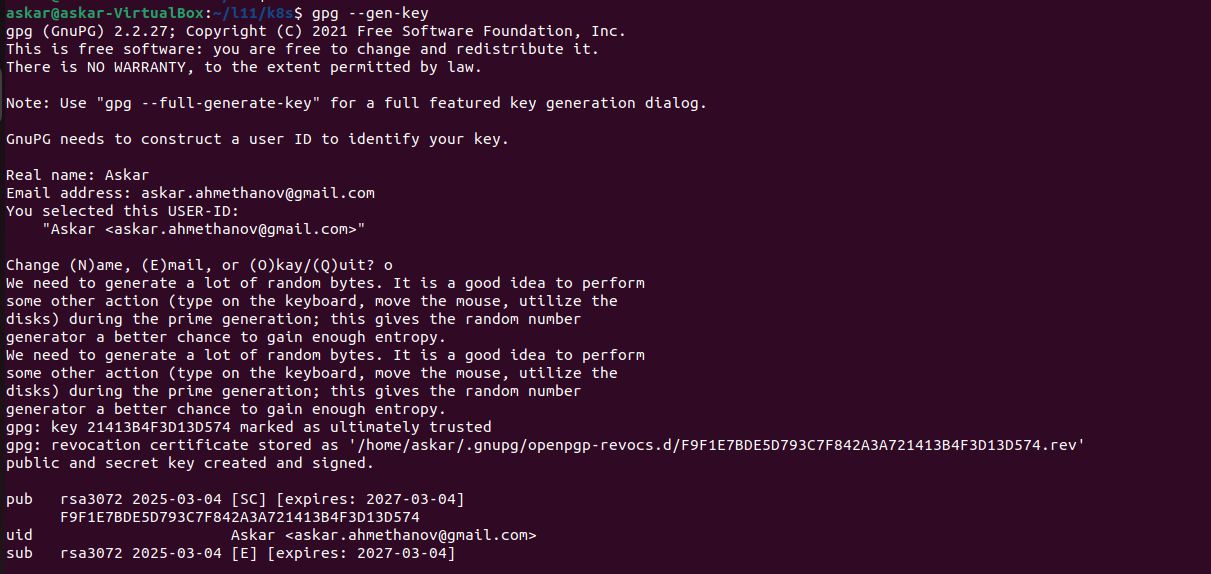 askar@askar-VirtualBox:~/l11/k8s$ gpg --gen-key
gpg (GnuPG) 2.2.27; Copyright (C) 2021 Free Software Foundation, Inc.
This is free software: you are free to change and redistribute it.
There is NO WARRANTY, to the extent permitted by law.

Note: Use "gpg --full-generate-key" for a full featured key generation dialog.

GnuPG needs to construct a user ID to identify your key.

Real name: Askar
Email address: askar.ahmethanov@gmail.com
You selected this USER-ID:
    "Askar <askar.ahmethanov@gmail.com>"

Change (N)ame, (E)mail, or (O)kay/(Q)uit? o
We need to generate a lot of random bytes. It is a good idea to perform
some other action (type on the keyboard, move the mouse, utilize the
disks) during the prime generation; this gives the random number
generator a better chance to gain enough entropy.
We need to generate a lot of random bytes. It is a good idea to perform
some other action (type on the keyboard, move the mouse, utilize the
disks) during the prime generation; this gives the random number
generator a better chance to gain enough entropy.
gpg: key 21413B4F3D13D574 marked as ultimately trusted
gpg: revocation certificate stored as '/home/askar/.gnupg/openpgp-revocs.d/F9F1E7BDE5D793C7F842A3A721413B4F3D13D574.rev'
public and secret key created and signed.

pub   rsa3072 2025-03-04 [SC] [expires: 2027-03-04]
      F9F1E7BDE5D793C7F842A3A721413B4F3D13D574
uid                      Askar <askar.ahmethanov@gmail.com>
sub   rsa3072 2025-03-04 [E] [expires: 2027-03-04]